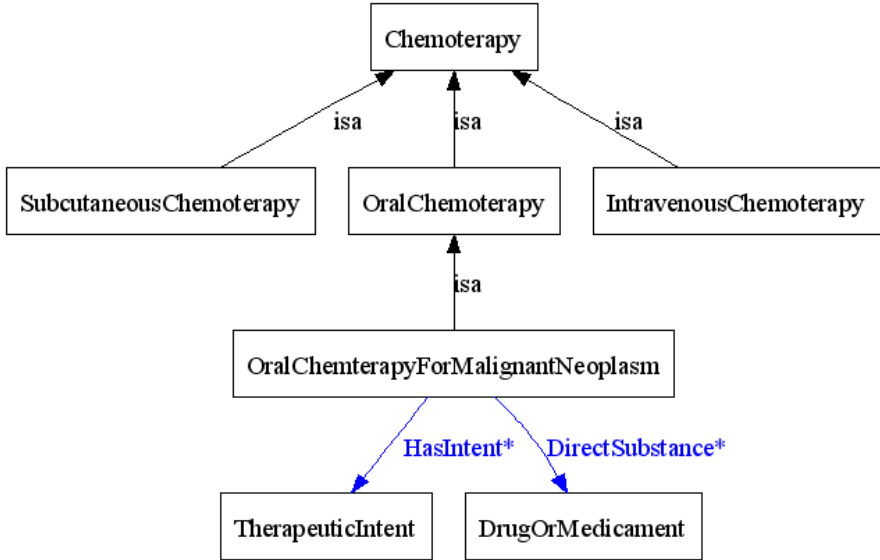 Chemoterapy
isa
isa
isa
SubcutaneousChemoterapy
OralChemoterapy
IntravenousChemoterapy
isa
OralChemterapyForMalignantNeoplasm
HasIntent*
DirectSubstance*
TherapeuticIntent
DrugOrMedicament